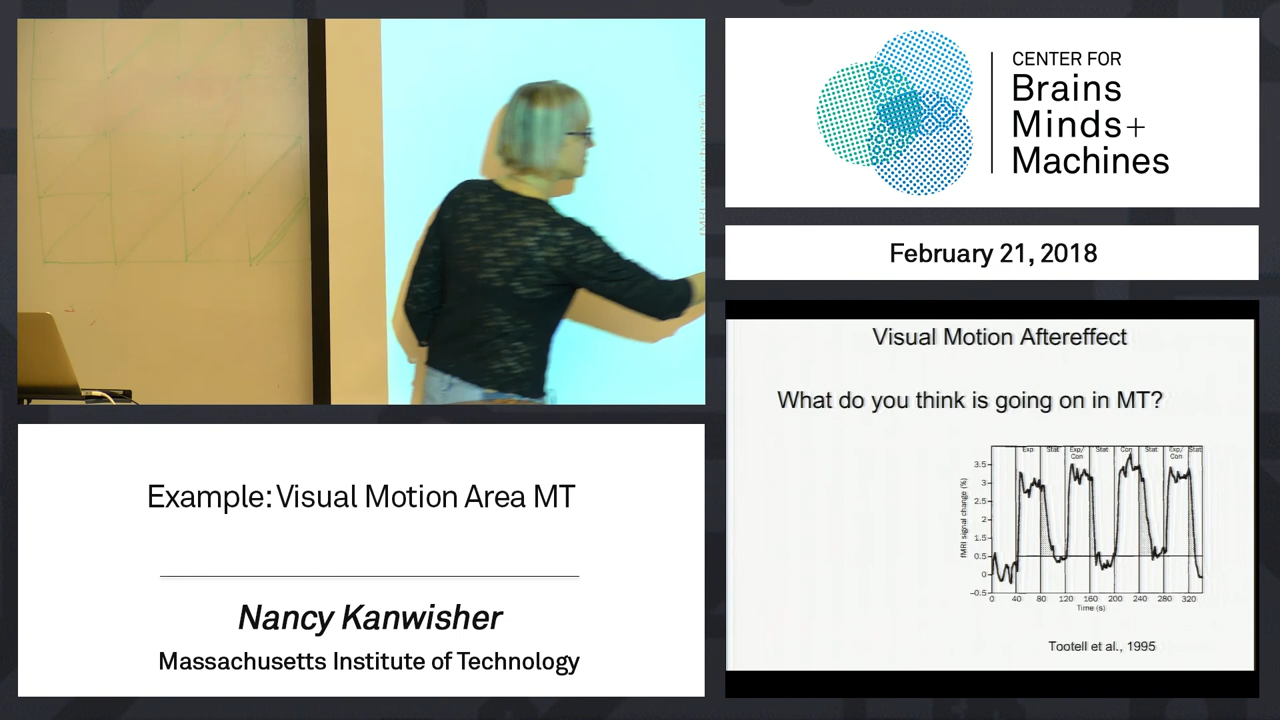 CENTER FOR
Brains
Minds+
Machines
February 21, 2018
Visual Motion Aftereffect
What do you think is going on in MT?
Exp Stat Exp/Con Stat Con Stat Exp/Con Stat
fMRI signal change (%)
3.5
3
2.5
2
1.5
0.5
0
-0.5
0 40 80 120 160 200 240 280 320
Time (s)
Tootell et al., 1995
Example: Visual Motion Area MT
Nancy Kanwisher
Massachusetts Institute of Technology